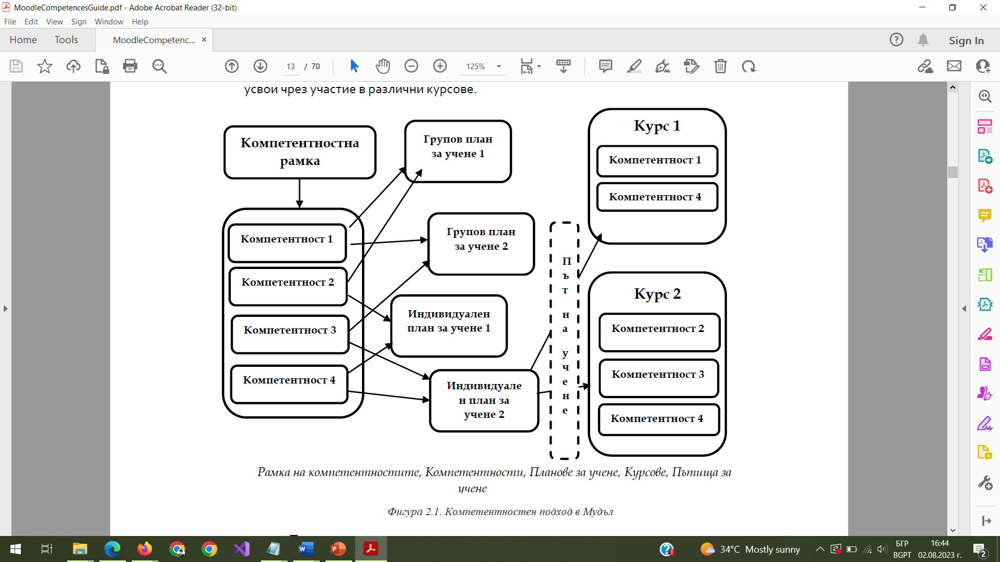 MoodleCompetencesGuide.pdf - Adobe Acrobat Reader (32-bit)
File Edit View Sign Window Help
Home Tools MoodleCompetenc... × Sign In
13 / 70 125%
усвои чрез участие в различни курсове.
Компетентностна
рамка
Компетентност 1
Компетентност 2
Компетентност 3
Компетентност 4
Групов план
за учене 1
Групов план
за учене 2
Индивидуален
план за учене 1
Индивидуале
н план за
учене 2
Път на учене
Курс 1
Компетентност 1
Компетентност 4
Курс 2
Компетентност 2
Компетентност 3
Компетентност 4
Рамка на компетентностите, Компетентности, Планове за учене, Курсове, Пътища за
учене
Фигура 2.1. Компетентностен подход в Мудъл
34°C Mostly sunny
БГР
BGPT
16:44
02.08.2023 г.
2